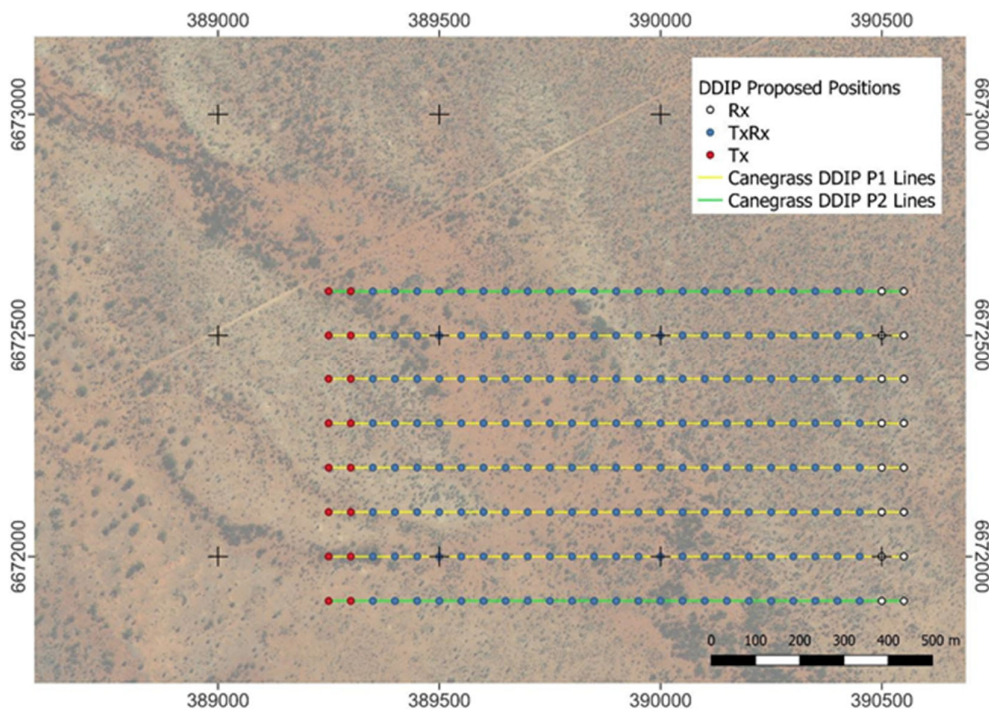 389000 389500 390000 390500
6673000 6673000
DDIP Proposed Positions
Rx
TxRx
Tx
Canegrass DDIP P1 Lines
Canegrass DDIP P2 Lines
6672500 6672500
6672000 6672000
0 100 200 300 400 500 m
389000 389500 390000 390500